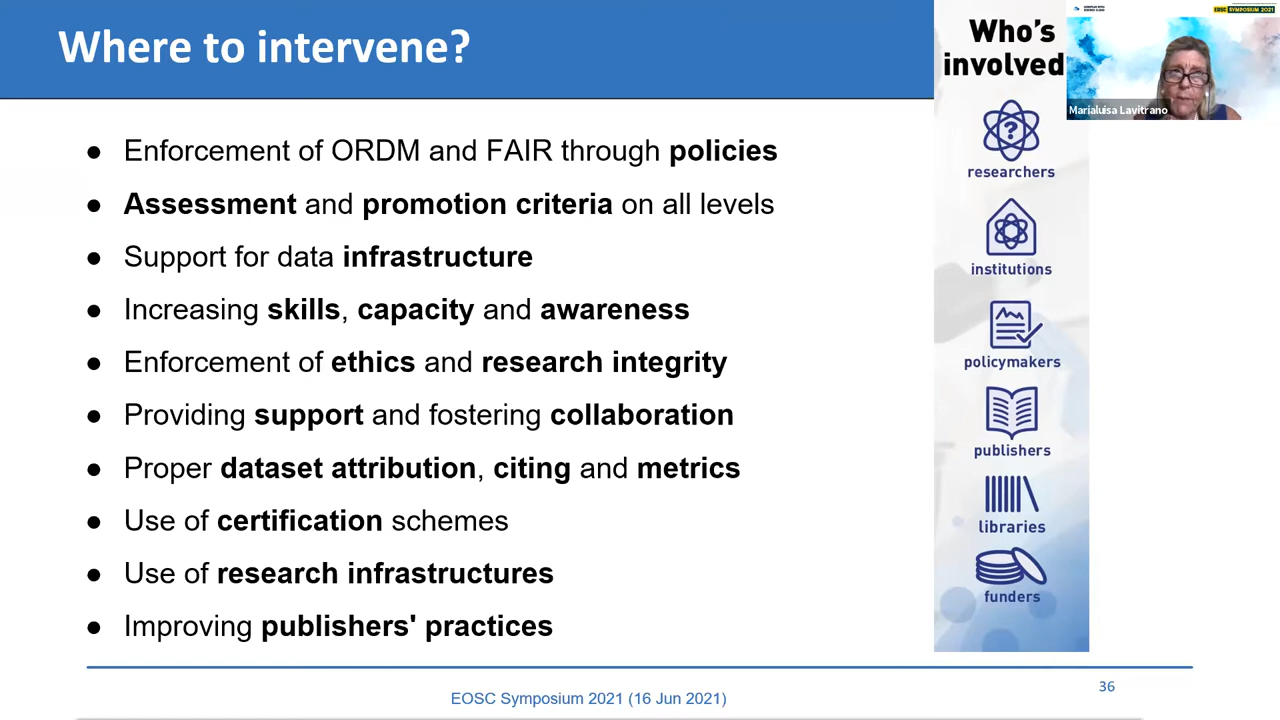 Where to intervene?
● Enforcement of ORDM and FAIR through policies
● Assessment and promotion criteria on all levels
● Support for data infrastructure
● Increasing skills, capacity and awareness
● Enforcement of ethics and research integrity
● Providing support and fostering collaboration
● Proper dataset attribution, citing and metrics
● Use of certification schemes
● Use of research infrastructures
● Improving publishers' practices
Who's
involved
researchers
institutions
policymakers
publishers
libraries
funders
EOSC SYMPOSIUM 2021
Marialuisa Lavitrano
EOSC Symposium 2021 (16 Jun 2021)
36